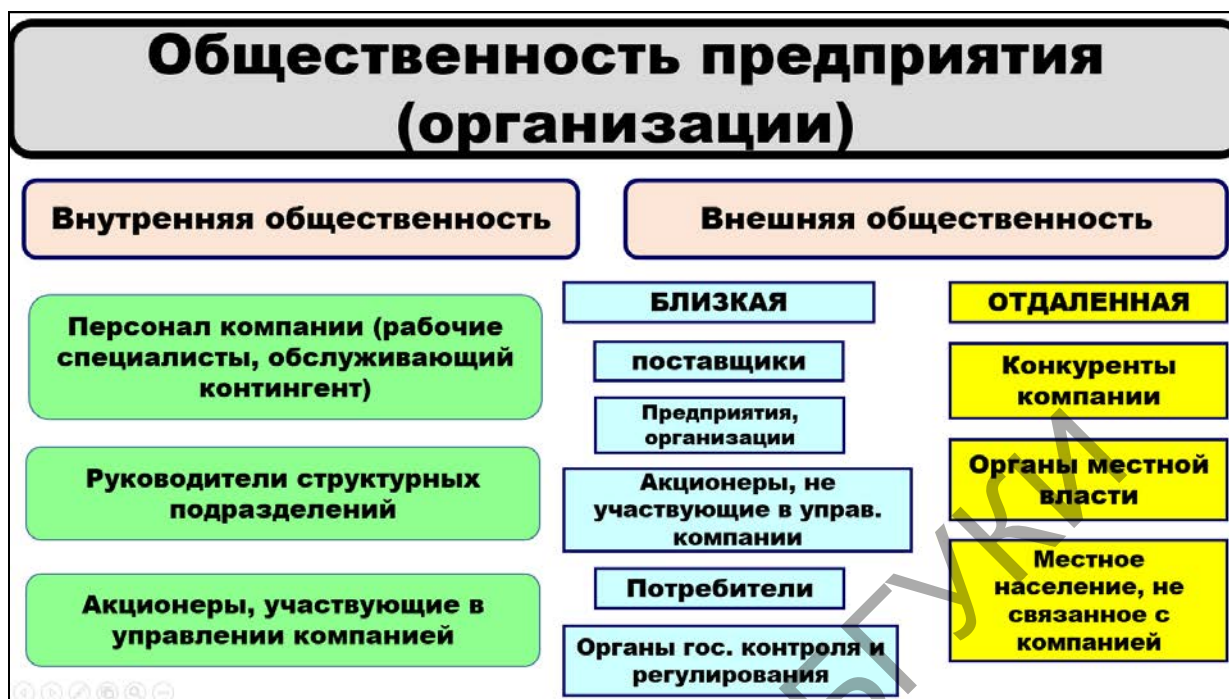 Общественность предприятия
(организации)
Внутренняя общественность
Внешняя общественность
Персонал компании (рабочие
специалисты, обслуживающий
контингент)
Руководители структурных
подразделений
Акционеры, участвующие в
управлении компанией
БЛИЗКАЯ
поставщики
Предприятия,
организации
Акционеры, не
участвующие в управ.
компании
Потребители
Органы гос. контроля и
регулирования
ОТДАЛЕННАЯ
Конкуренты
компании
Органы местной
власти
Местное
население, не
связанное с
компанией
БГУКИ